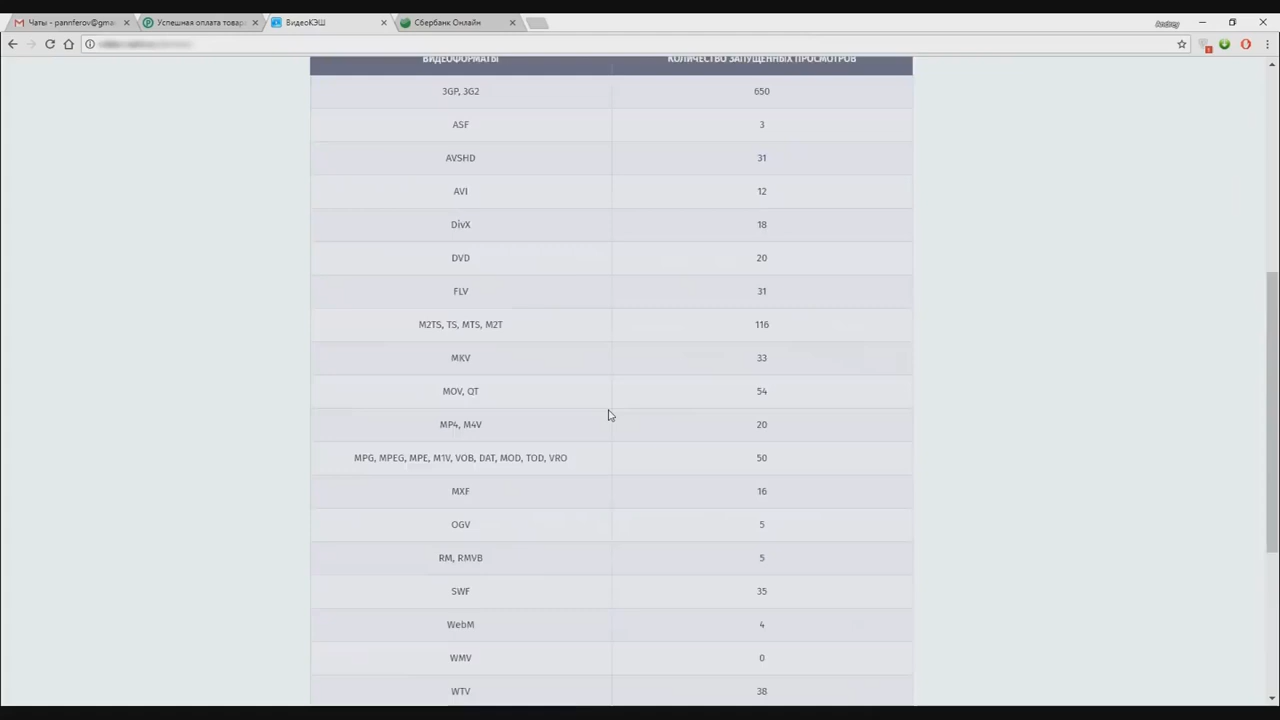 Чаты - pannferov@gmai
Успешная оплата товар
ВидеоКЭШ
Сбербанк Онлайн
Andrey
ВИДЕОФОРМАТЫ КОЛИЧЕСТВО ЗАПУЩЕННЫХ ПРОСМОТРОВ
3GP, 3G2 650
ASF 3
AVSHD 31
AVI 12
DivX 18
DVD 20
FLV 31
M2TS, TS, MTS, M2T 116
MKV 33
MOV, QT 54
MP4, M4V 20
MPG, MPEG, MPE, M1V, VOB, DAT, MOD, TOD, VRO 50
MXF 16
OGV 5
RM, RMVB 5
SWF 35
WebM 4
WMV 0
WTV 38